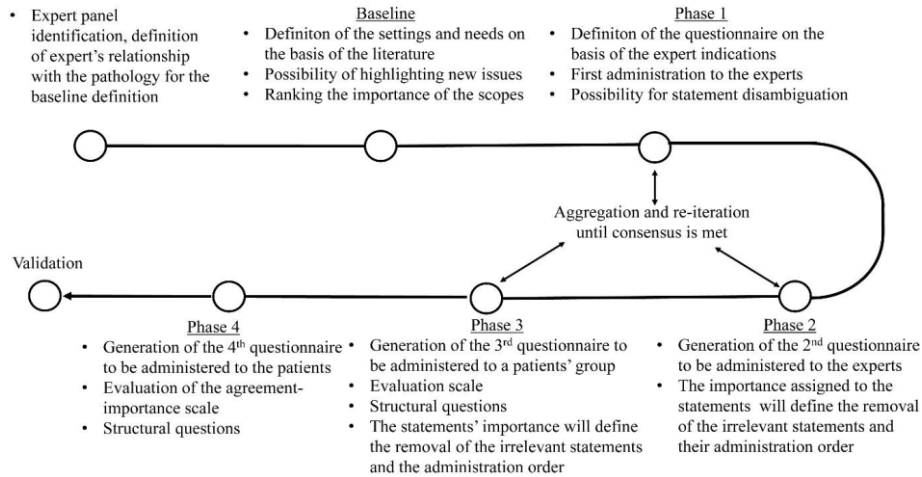 • Expert panel
identification, definition
of expert's relationship
with the pathology for the
baseline definition
Baseline
• Definiton of the settings and needs on
the basis of the literature
• Possibility of highlighting new issues
• Ranking the importance of the scopes
Phase 1
• Definiton of the questionnaire on the
basis of the expert indications
• First administration to the experts
• Possibility for statement disambiguation
Aggregation and re-iteration
until consensus is met
Validation
Phase 4
• Generation of the 4th questionnaire
to be administered to the patients
• Evaluation of the agreement-
importance scale
• Structural questions
Phase 3
• Generation of the 3rd questionnaire to
be administered to a patients' group
• Evaluation scale
• Structural questions
• The statements' importance will define
the removal of the irrelevant statements
and the administration order
Phase 2
• Generation of the 2nd questionnaire
to be administered to the experts
• The importance assigned to the
statements will define the removal
of the irrelevant statements and
their administration order